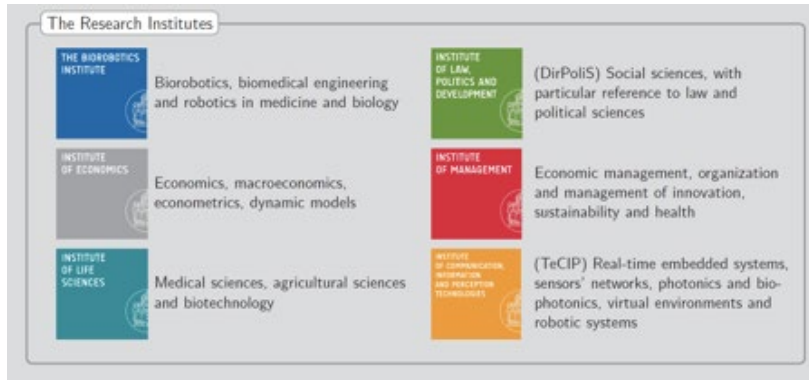 The Research Institutes
THE BIOROBOTICS
INSTITUTE
Biorobotics, biomedical engineering
and robotics in medicine and biology
INSTITUTE
OF ECONOMICS
Economics, macroeconomics,
econometrics, dynamic models
INSTITUTE
OF LIFE
SCIENCES
Medical sciences, agricultural sciences
and biotechnology
INSTITUTE
OF LAW,
POLITICS AND
DEVELOPMENT
(DirPoliS) Social sciences, with
particular reference to law and
political sciences
INSTITUTE
OF MANAGEMENT
Economic management, organization
and management of innovation,
sustainability and health
INSTITUTE
OF COMMUNICATION,
INFORMATION
AND PERCEPTION
TECHNOLOGIES
(TeCIP) Real-time embedded systems,
sensors' networks, photonics and bio-
photonics, virtual environments and
robotic systems